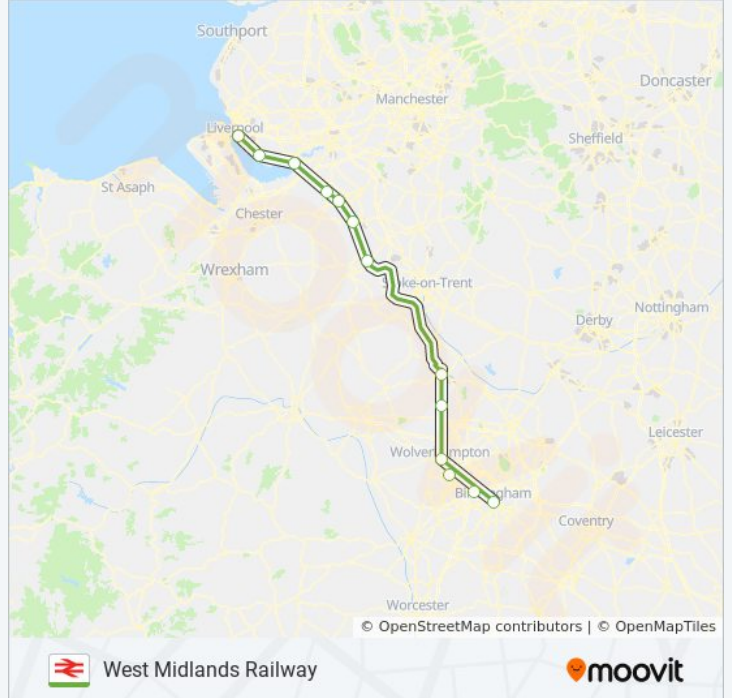 Southport
Doncaster
Manchester
Liverpool
Sheffield
St Asaph
Chester
Wrexham
Stoke-on-Trent
Nottingham
Derby
Leicester
Wolverhampton
Birmingham
Coventry
Worcester
© OpenStreetMap contributors | © OpenMapTiles
West Midlands Railway
moovit